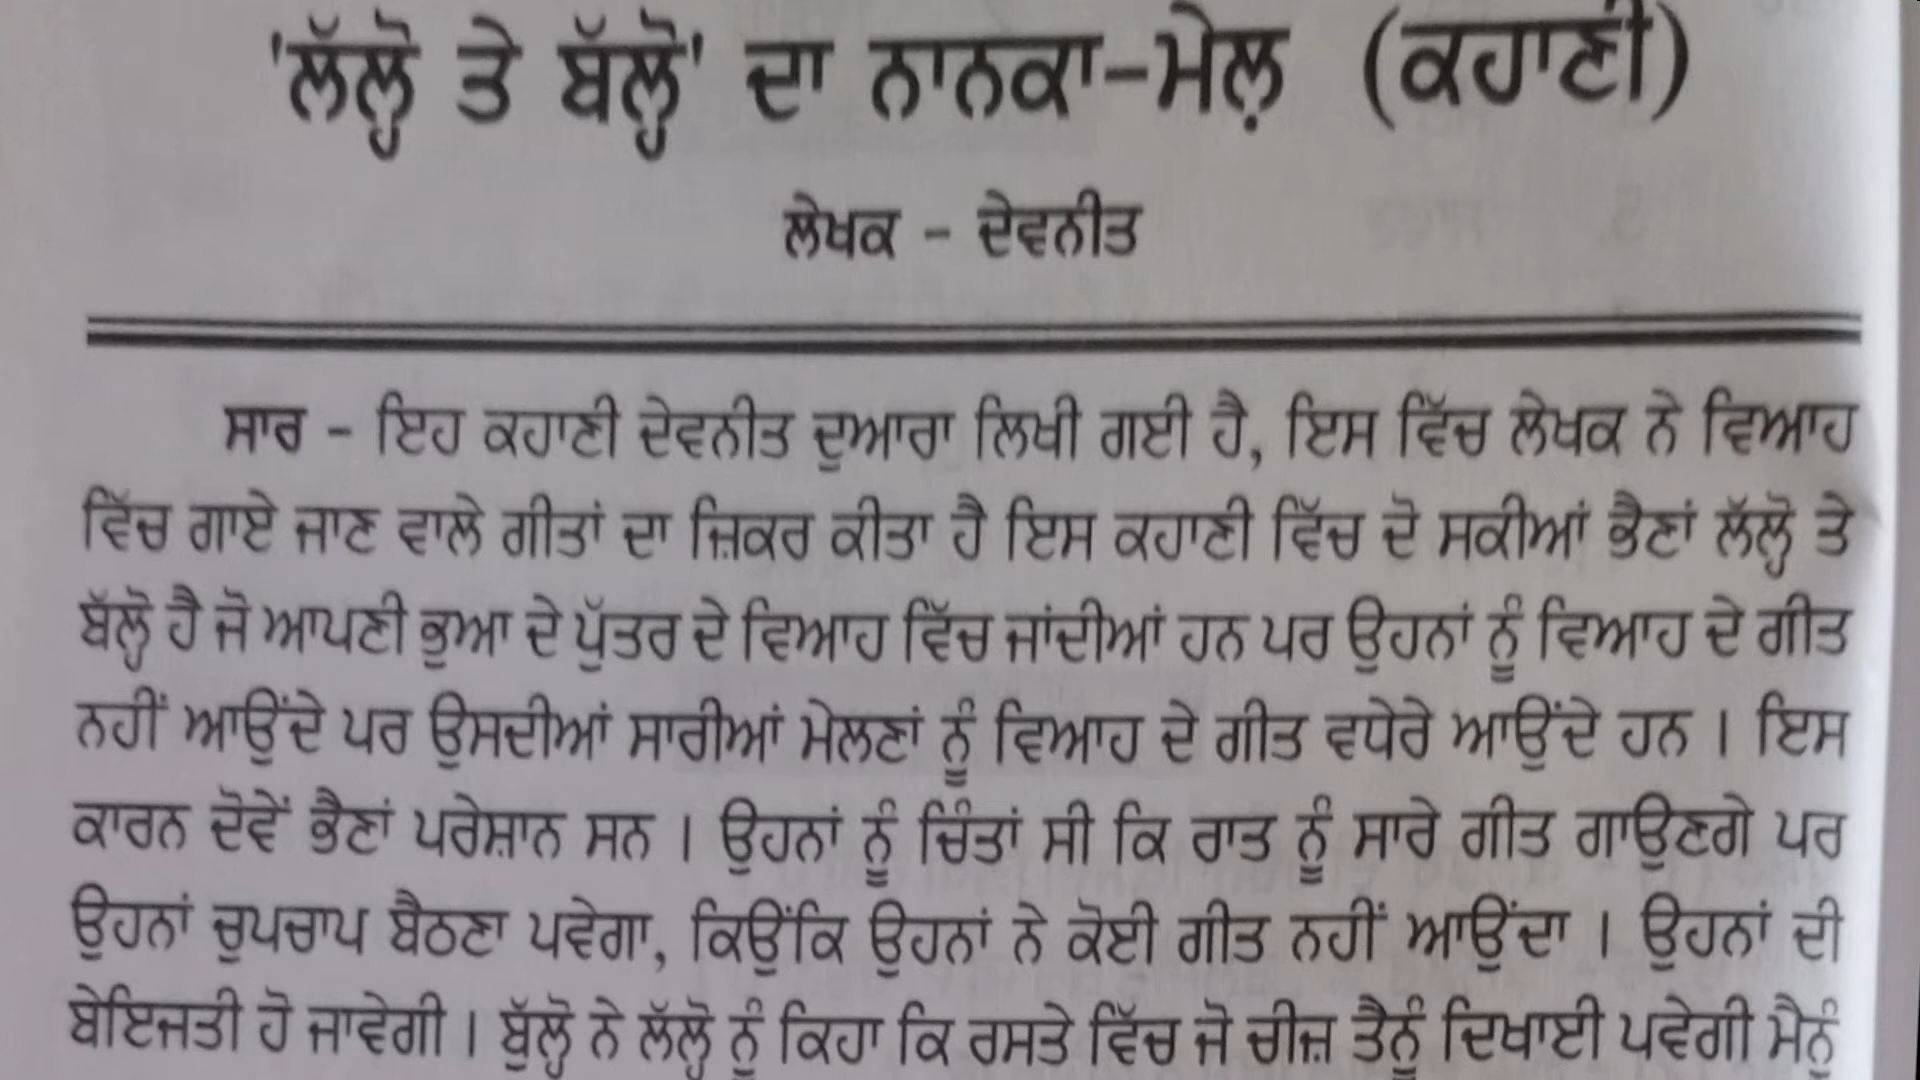 'ਲੱਲ੍ਹੋ ਤੇ ਬੱਲ੍ਹੋ' ਦਾ ਨਾਨਕਾ-ਮੇਲ਼ (ਕਹਾਣੀ)
ਲੇਖਕ - ਦੇਵਨੀਤ
ਸਾਰ - ਇਹ ਕਹਾਣੀ ਦੇਵਨੀਤ ਦੁਆਰਾ ਲਿਖੀ ਗਈ ਹੈ, ਇਸ ਵਿੱਚ ਲੇਖਕ ਨੇ ਵਿਆਹ
ਵਿੱਚ ਗਾਏ ਜਾਣ ਵਾਲੇ ਗੀਤਾਂ ਦਾ ਜ਼ਿਕਰ ਕੀਤਾ ਹੈ ਇਸ ਕਹਾਣੀ ਵਿੱਚ ਦੋ ਸਕੀਆਂ ਭੈਣਾਂ ਲੱਲ੍ਹੋ ਤੇ
ਬੱਲ੍ਹੋ ਹੈ ਜੋ ਆਪਣੀ ਭੂਆ ਦੇ ਪੁੱਤਰ ਦੇ ਵਿਆਹ ਵਿੱਚ ਜਾਂਦੀਆਂ ਹਨ ਪਰ ਉਹਨਾਂ ਨੂੰ ਵਿਆਹ ਦੇ ਗੀਤ
ਨਹੀਂ ਆਉਂਦੇ ਪਰ ਉਸਦੀਆਂ ਸਾਰੀਆਂ ਮੇਲਣਾਂ ਨੂੰ ਵਿਆਹ ਦੇ ਗੀਤ ਵਧੇਰੇ ਆਉਂਦੇ ਹਨ । ਇਸ
ਕਾਰਨ ਦੋਵੇਂ ਭੈਣਾਂ ਪਰੇਸ਼ਾਨ ਸਨ । ਉਹਨਾਂ ਨੂੰ ਚਿੰਤਾਂ ਸੀ ਕਿ ਰਾਤ ਨੂੰ ਸਾਰੇ ਗੀਤ ਗਾਉਣਗੇ ਪਰ
ਉਹਨਾਂ ਚੁਪਚਾਪ ਬੈਠਣਾ ਪਵੇਗਾ, ਕਿਉਂਕਿ ਉਹਨਾਂ ਨੇ ਕੋਈ ਗੀਤ ਨਹੀਂ ਆਉਂਦਾ । ਉਹਨਾਂ ਦੀ
ਬੇਇਜਤੀ ਹੋ ਜਾਵੇਗੀ । ਬੁੱਲ੍ਹੋ ਨੇ ਲੱਲ੍ਹੋ ਨੂੰ ਕਿਹਾ ਕਿ ਰਸਤੇ ਵਿੱਚ ਜੋ ਚੀਜ਼ ਤੈਨੂੰ ਦਿਖਾਈ ਪਵੇਗੀ ਮੈਨੂੰ